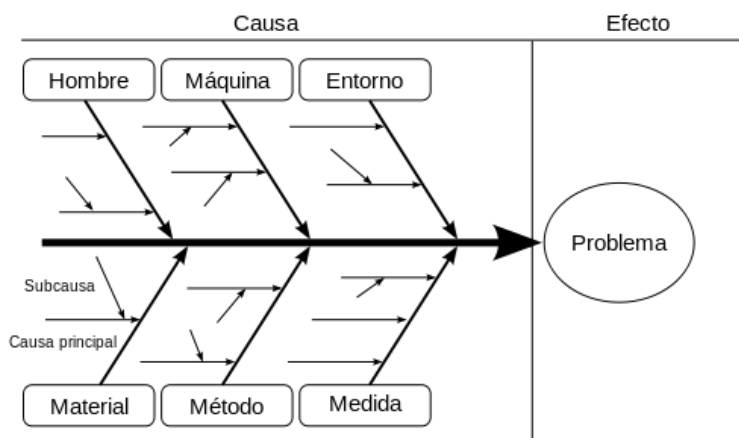 Causa
Efecto
Hombre
Máquina
Entorno
Problema
Subcausa
Causa principal
Material
Método
Medida